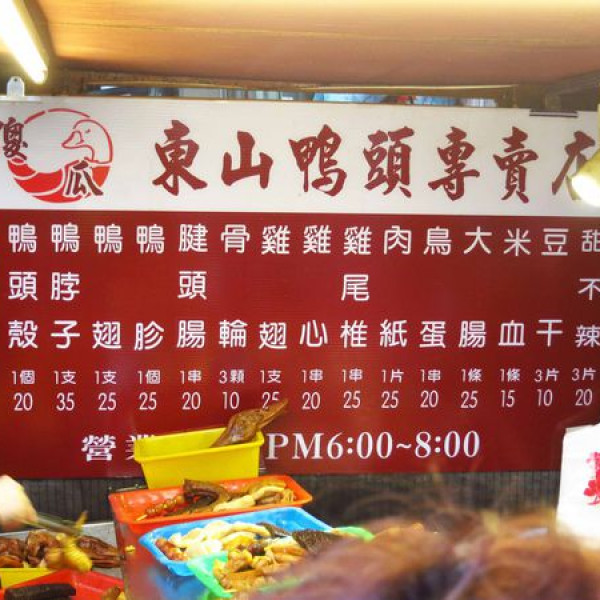 傻瓜
東山鴨頭專賣店
鴨頭殼 1個 20
鴨脖子 1支 35
鴨翅 1支 25
鴨胗 1個 25
腱頭腸 1串 20
骨輪 3顆 10
雞翅 1支 25
雞心 1串 20
雞尾椎 1串 25
肉紙 1片 25
鳥蛋 1串 20
大腸 1條 25
米血 1條 15
豆干 3片 10
甜不辣 3片 20
營業 PM6:00~8:00